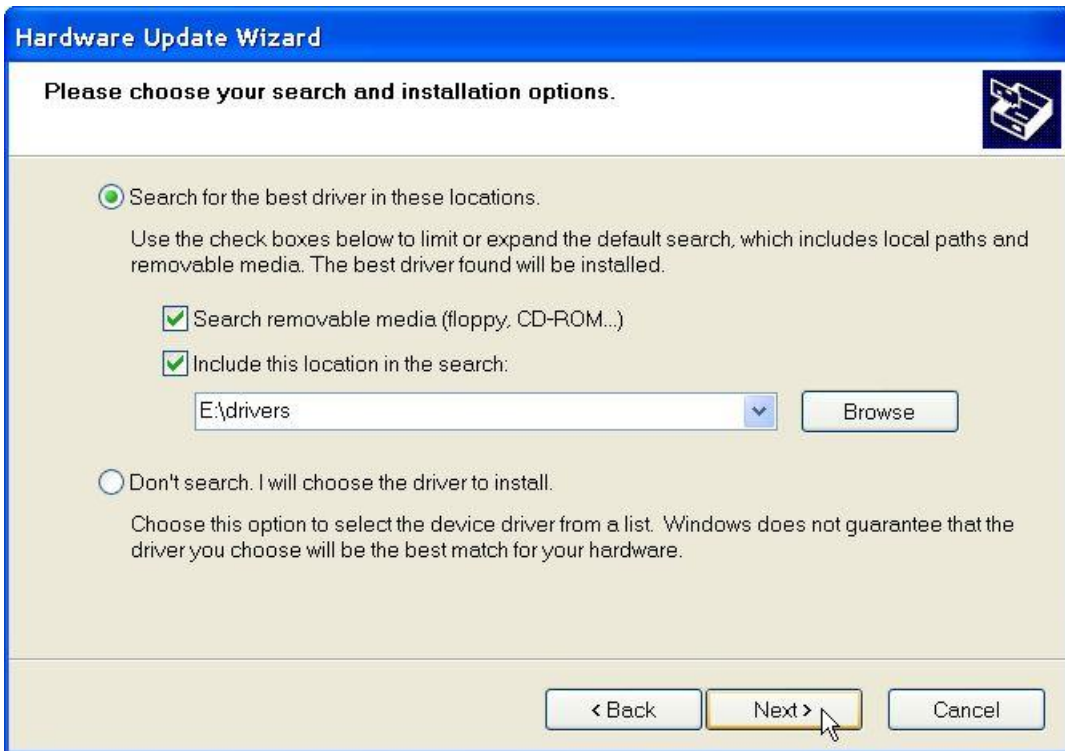 Hardware Update Wizard
Please choose your search and installation options.
Search for the best driver in these locations.
Use the check boxes below to limit or expand the default search, which includes local paths and
removable media. The best driver found will be installed.
Search removable media (floppy, CD-ROM...)
Include this location in the search:
E:\drivers
Browse
Don't search. I will choose the driver to install.
Choose this option to select the device driver from a list. Windows does not guarantee that the
driver you choose will be the best match for your hardware.
< Back Next > Cancel